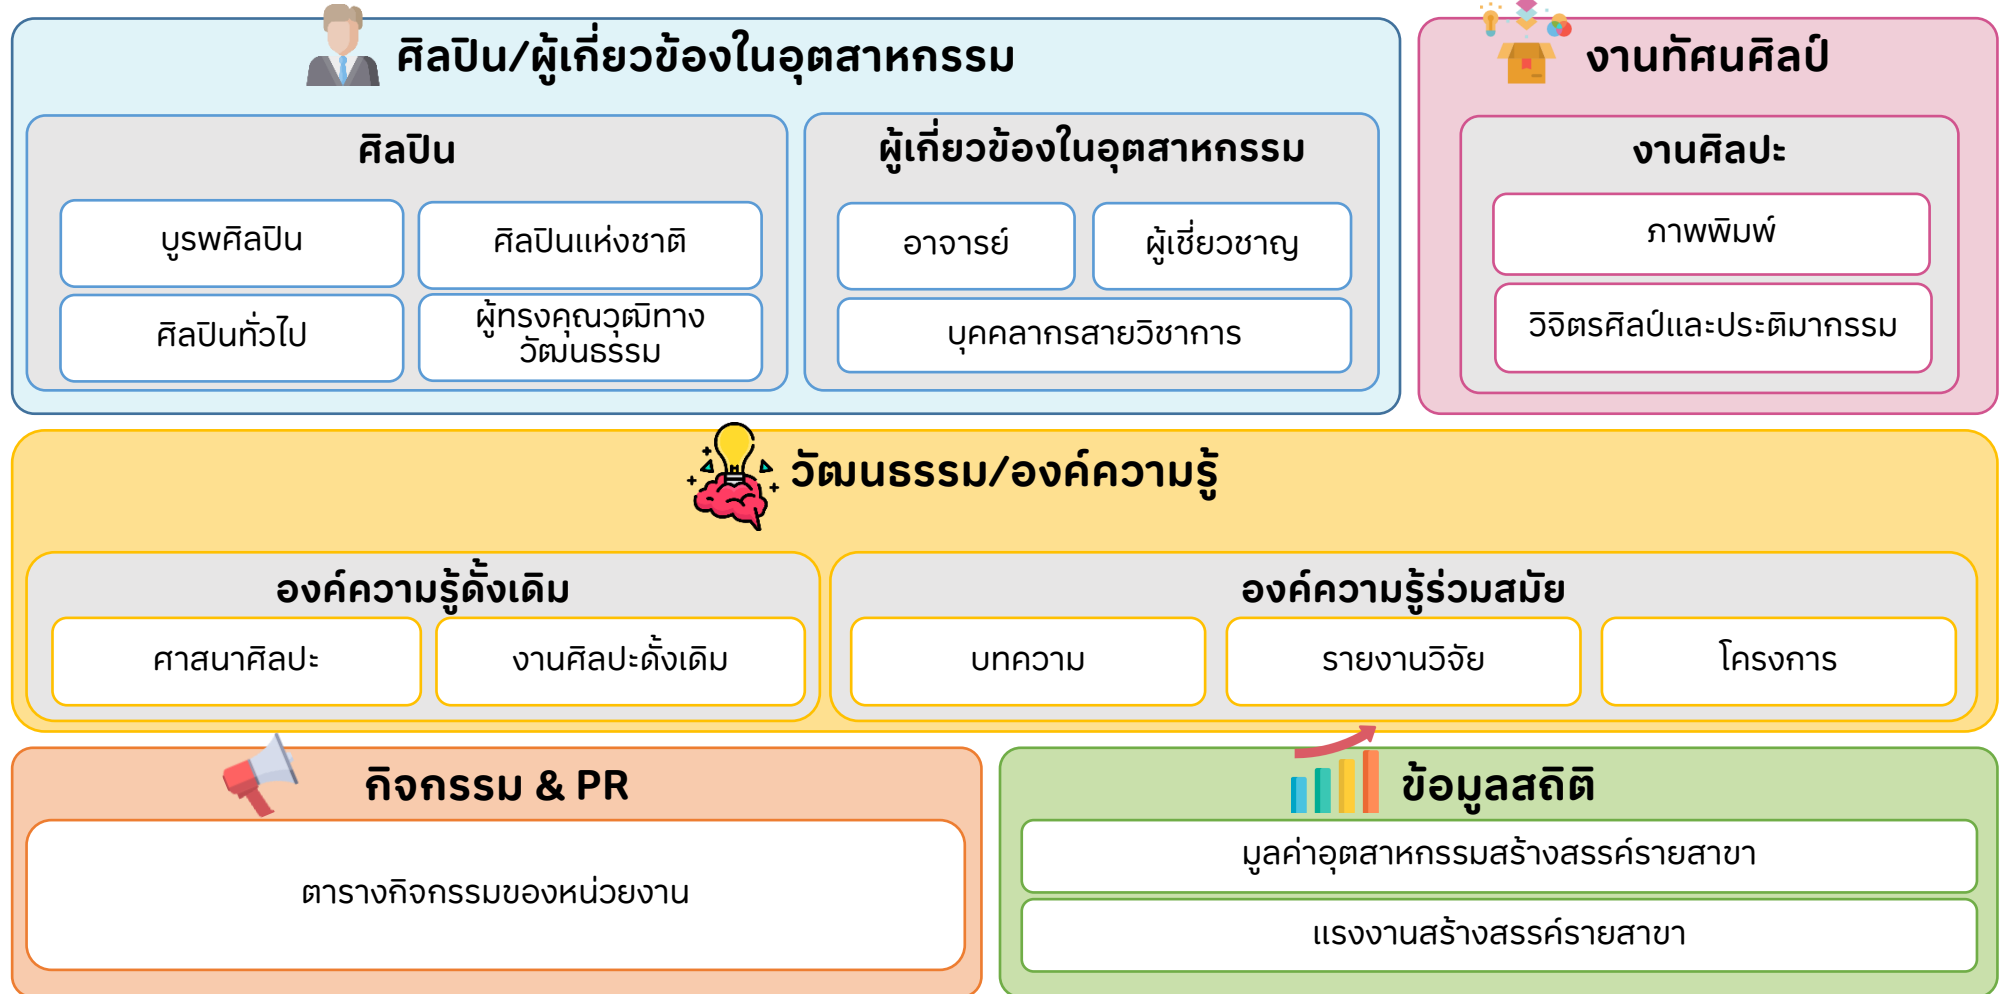 ศิลปิน/ผู้เกี่ยวข้องในอุตสาหกรรม
งานทัศนศิลป์
ศิลปิน
ผู้เกี่ยวข้องในอุตสาหกรรม
งานศิลปะ
บูรพศิลปิน
ศิลปินแห่งชาติ
อาจารย์
ผู้เชี่ยวชาญ
ภาพพิมพ์
ศิลปินทั่วไป
ผู้ทรงคุณวุฒิทาง
วัฒนธรรม
บุคคลากรสายวิชาการ
วิจิตรศิลป์และประติมากรรม
วัฒนธรรม/องค์ความรู้
องค์ความรู้ดั้งเดิม
องค์ความรู้ร่วมสมัย
ศาสนาศิลปะ
งานศิลปะดั้งเดิม
บทความ
รายงานวิจัย
โครงการ
กิจกรรม & PR
ข้อมูลสถิติ
ตารางกิจกรรมของหน่วยงาน
มูลค่าอุตสาหกรรมสร้างสรรค์รายสาขา
แรงงานสร้างสรรค์รายสาขา